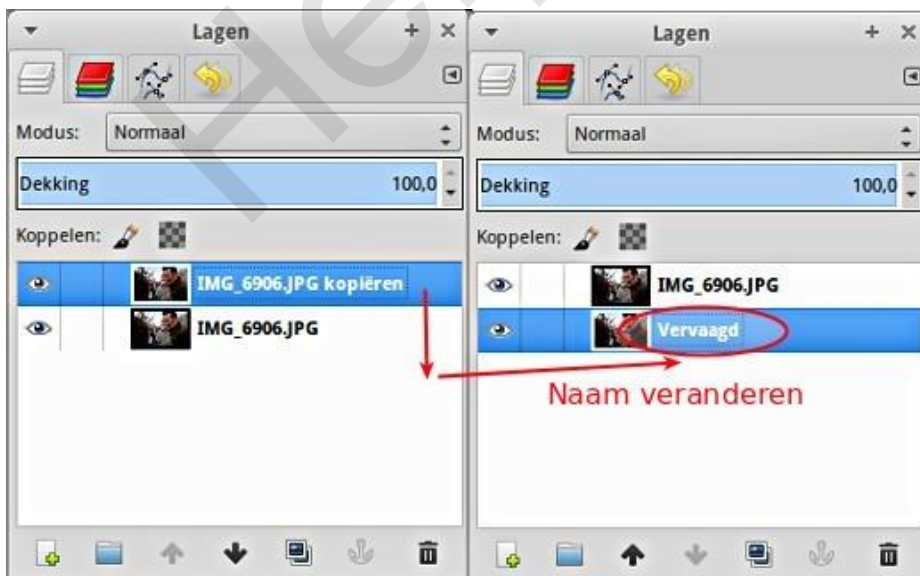 Lagen
Modus: Normaal
Dekking 100,0
Koppelen:
IMG_6906.JPG kopiëren
IMG_6906.JPG
Lagen
Modus: Normaal
Dekking 100,0
Koppelen:
IMG_6906.JPG
Vervaagd
Naam veranderen